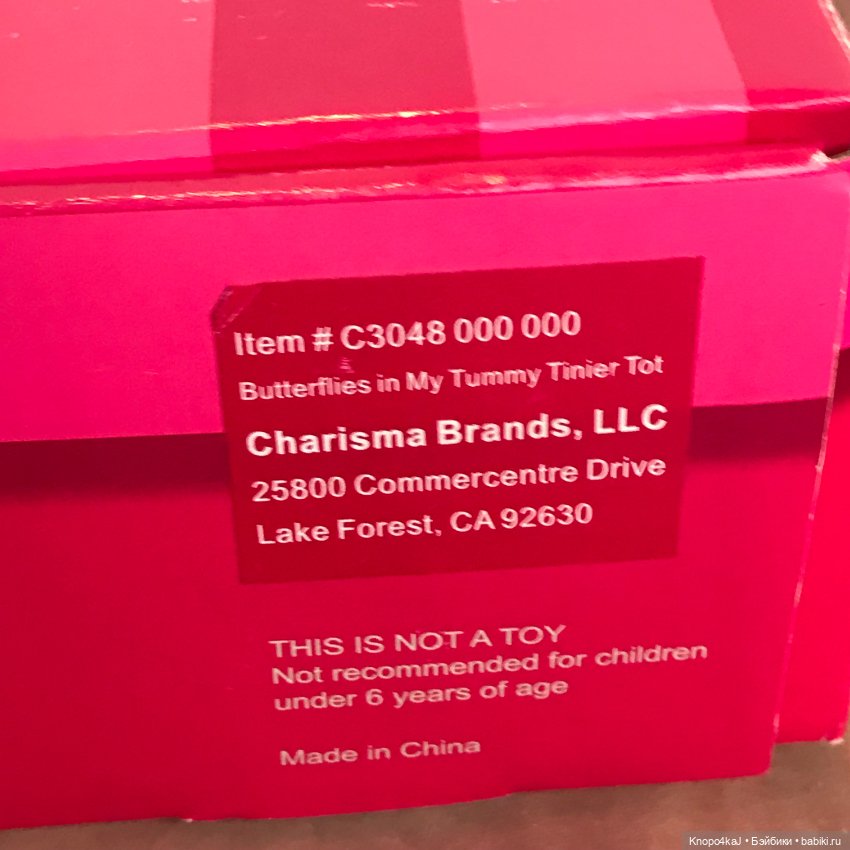 Item # C3048 000 000
Butterflies in My Tummy Tinier Tot
Charisma Brands, LLC
25800 Commercentre Drive
Lake Forest, CA 92630
THIS IS NOT A TOY
Not recommended for children
under 6 years of age
Made in China
Knopo4kaJ • Бэйбики • babiki.ru